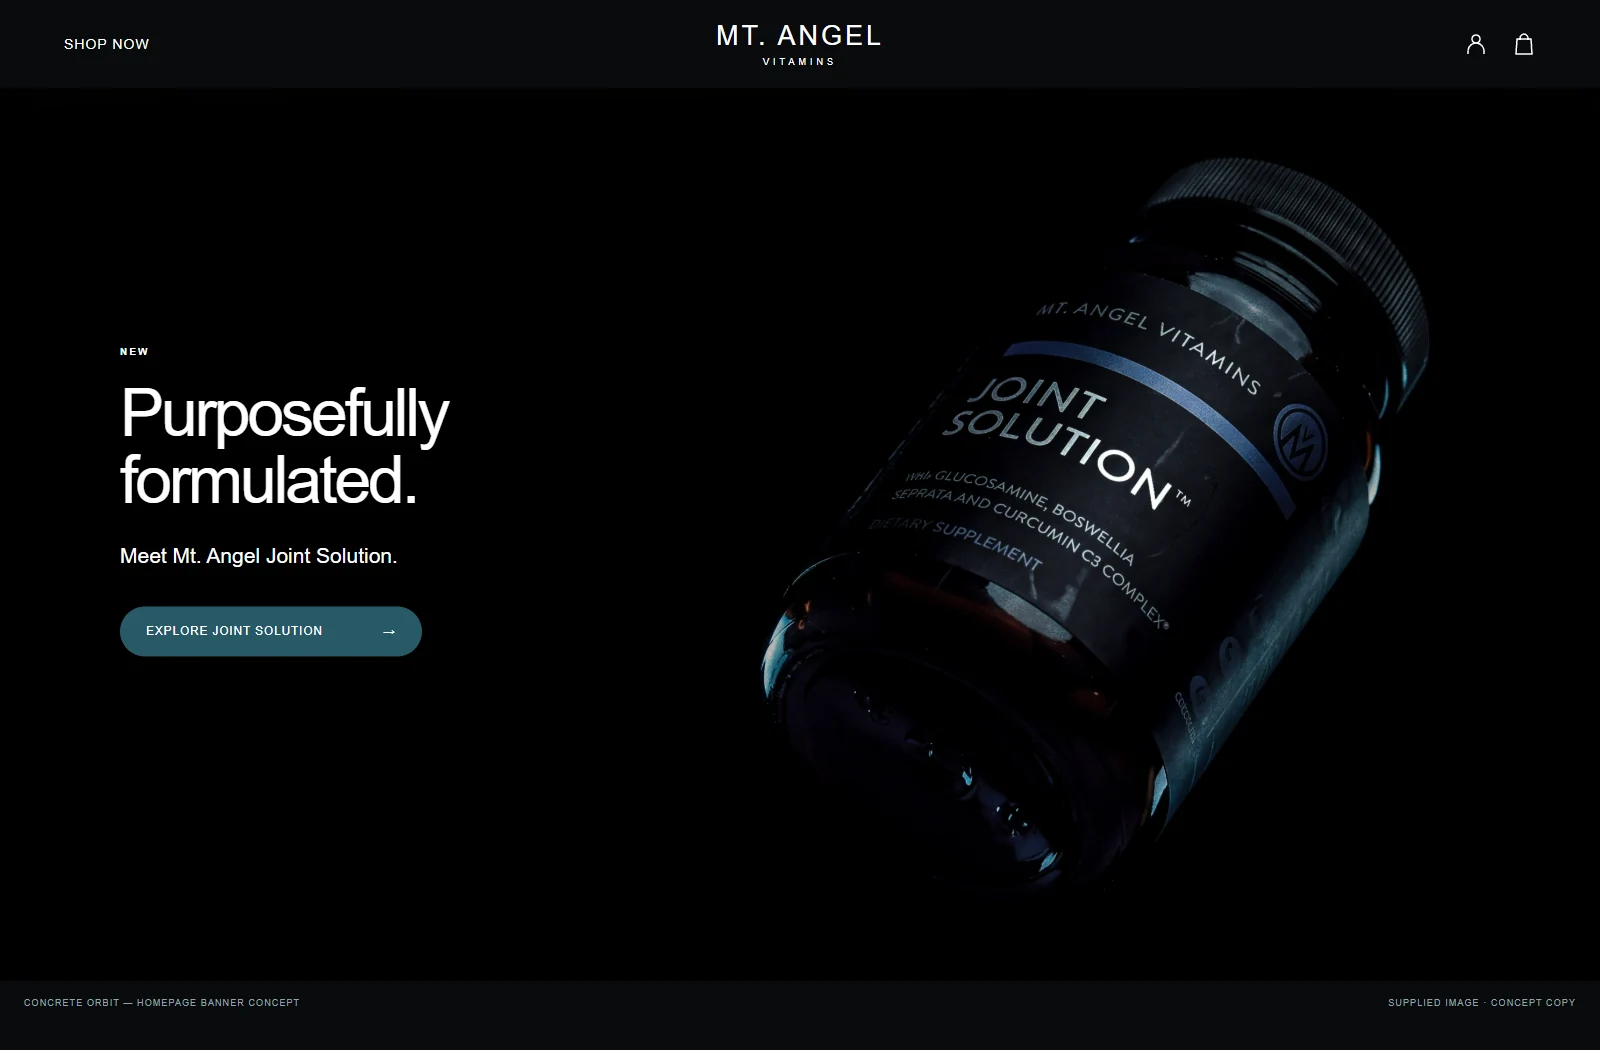 SHOP NOW
MT. ANGEL
VITAMINS
NEW
Purposefully
formulated.
Meet Mt. Angel Joint Solution.
EXPLORE JOINT SOLUTION →
MT. ANGEL VITAMINS
JOINT
SOLUTION™
GLUCOSAMINE, BOSWELLIA
SERRATA AND CURCUMIN C3 COMPLEX®
DIETARY SUPPLEMENT
CONCRETE ORBIT — HOMEPAGE BANNER CONCEPT
SUPPLIED IMAGE · CONCEPT COPY